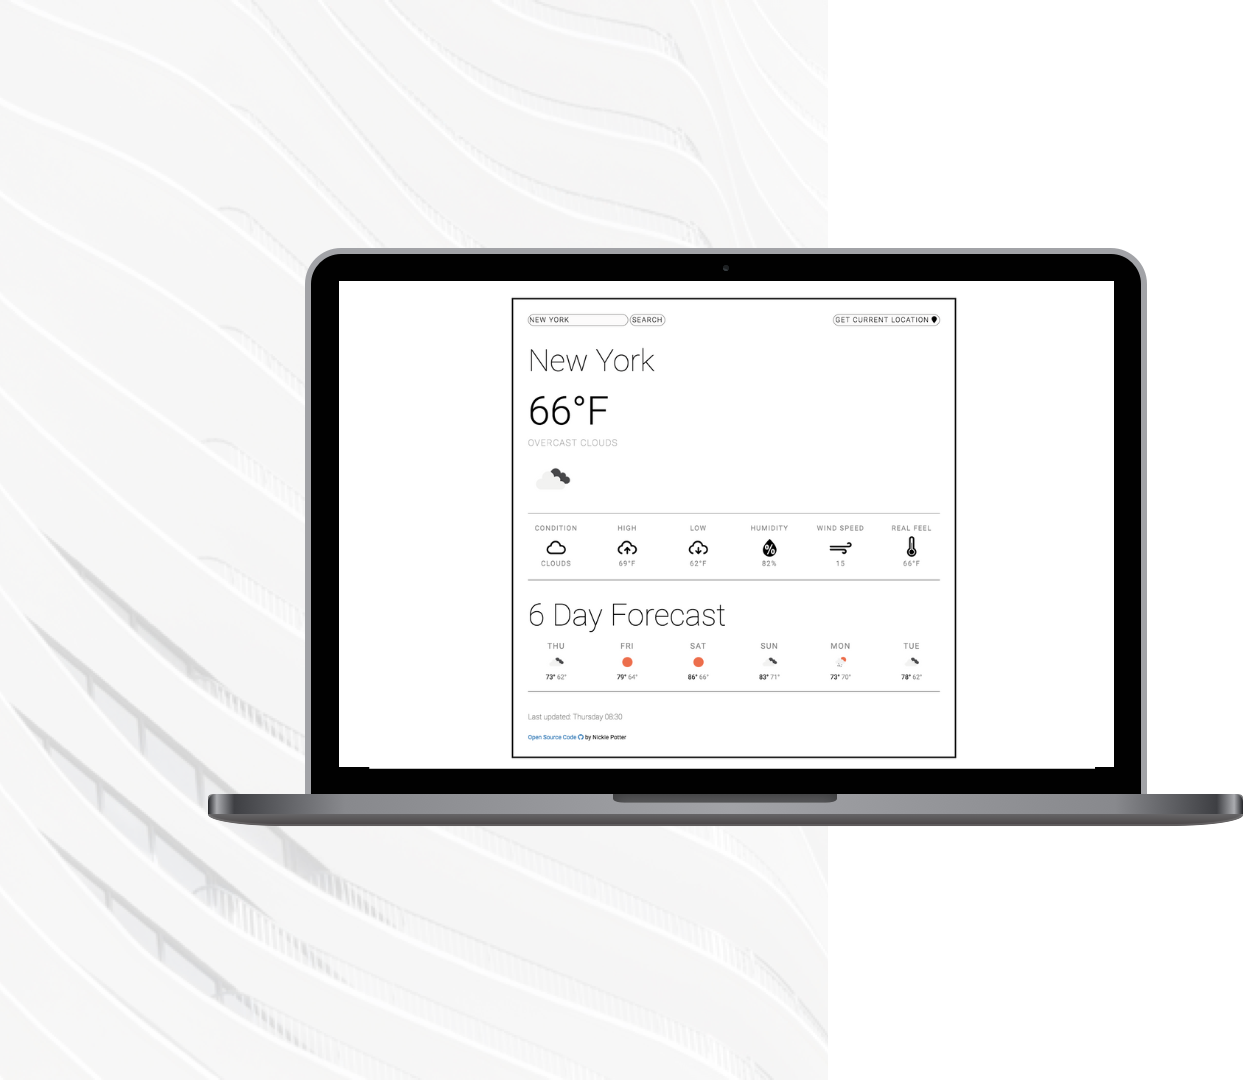 NEW YORK SEARCH GET CURRENT LOCATION
New York
66°F
OVERCAST CLOUDS
CONDITION HIGH LOW HUMIDITY WIND SPEED REAL FEEL
CLOUDS 69°F 62°F 82% 15 66°F
6 Day Forecast
THU FRI SAT SUN MON TUE
73° 62° 79° 64° 86° 66° 83° 71° 73° 70° 78° 62°
Last updated: Thursday 08:30
Open Source Code by Nickie Potter